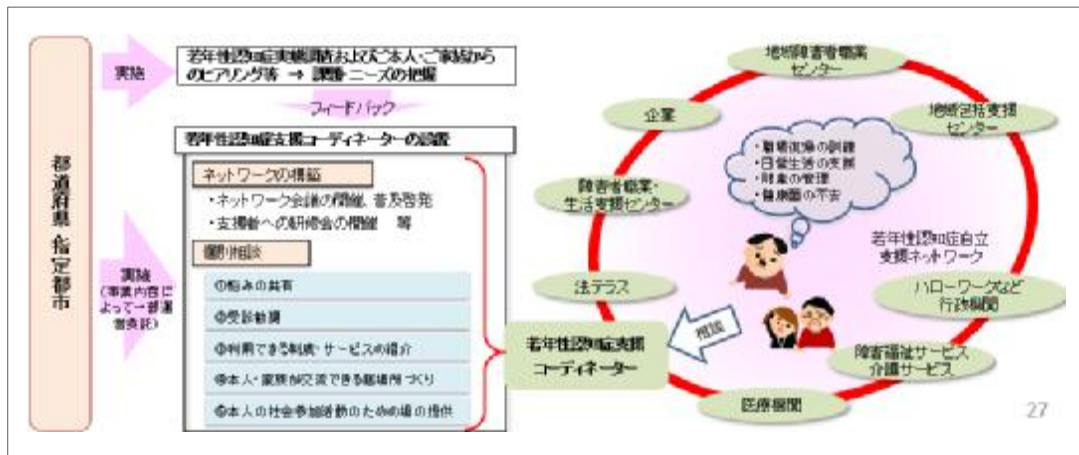 都道府県・指定都市
実施
若年性認知症実態調査およびご本人・ご家族から
のヒアリング等 ⇒ 課題・ニーズの把握
フィードバック
若年性認知症支援コーディネーターの設置
ネットワークの構築
・ネットワーク会議の開催、普及啓発
・支援者への研修会の開催 等
個別相談
実施
(事業内容に
よって一部運
営委託)
①悩みの共有
②受診勧奨
③利用できる制度・サービスの紹介
④本人・家族が交流できる居場所づくり
⑤本人の社会参加活動のための場の提供
若年性認知症支援
コーディネーター
相談
地域障害者職業
センター
企業
地域包括支援
センター
・職場復帰の訓練
・日常生活の支援
・財産の管理
・健康面の不安
障害者職業・
生活支援センター
若年性認知症自立
支援ネットワーク
法テラス
ハローワークなど
行政機関
障害福祉サービス
介護サービス
医療機関
27